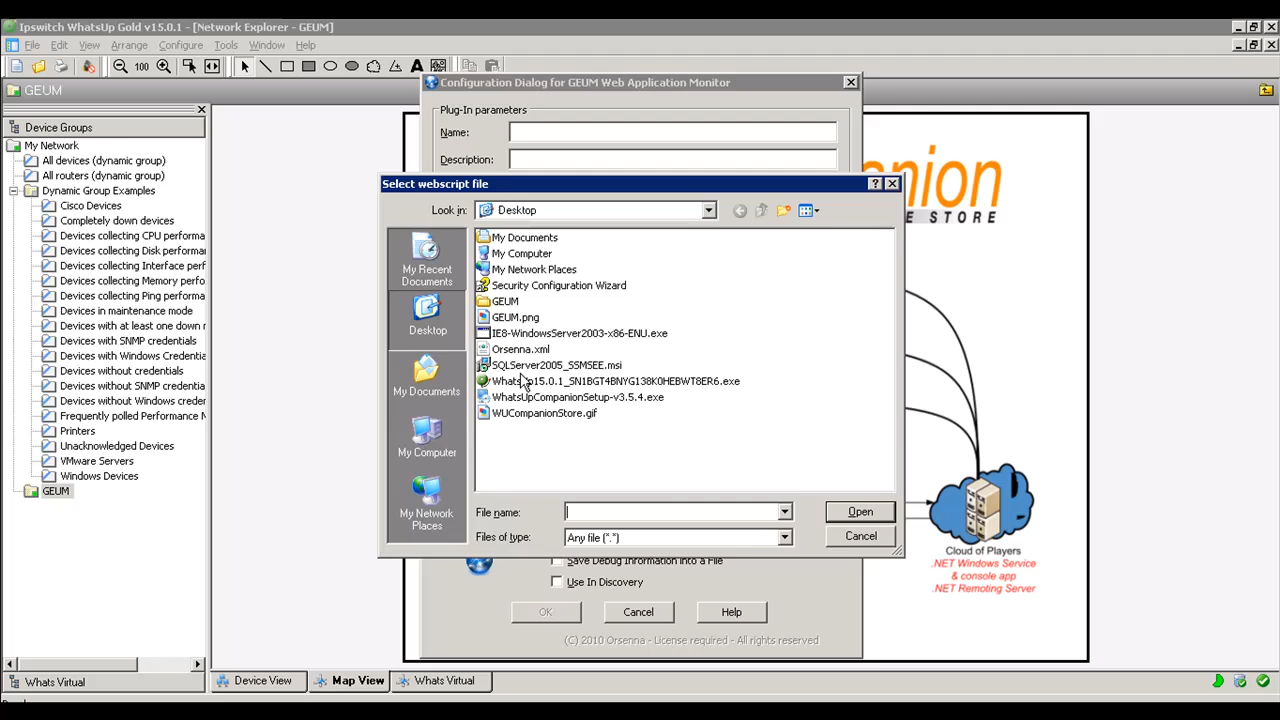 Ipswitch WhatsUp Gold v15.0.1 - [Network Explorer - GEUM]
File Edit View Arrange Configure Tools Window Help
100
GEUM
Device Groups
My Network
All devices (dynamic group)
All routers (dynamic group)
Dynamic Group Examples
Cisco Devices
Completely down devices
Devices collecting CPU performa
Devices collecting Disk performa
Devices collecting Interface perf
Devices collecting Memory perfo
Devices collecting Ping performa
Devices in maintenance mode
Devices with at least one down r
Devices with SNMP credentials
Devices with Windows Credentia
Devices without credentials
Devices without SNMP credentia
Devices without Windows creden
Frequently polled Performance M
Printers
Unacknowledged Devices
VMware Servers
Windows Devices
GEUM
Whats Virtual
Configuration Dialog for GEUM Web Application Monitor
Plug-In parameters
Name:
Description:
Select webscript file
Look in: Desktop
My Recent
Documents
Desktop
My Documents
My Computer
My Network
Places
My Documents
My Computer
My Network Places
Security Configuration Wizard
GEUM
GEUM.png
IE8-WindowsServer2003-x86-ENU.exe
Orsenna.xml
SQLServer2005_SSMSEE.msi
WUCompanionStore.gif
WhatsUpCompanionSetup-v3.5.4.exe
File name:
Open
Files of type: Any file (*.*)
Cancel
Save Debug Information into a File
Use In Discovery
OK Cancel Help
(C) 2010 Orsenna - License required - All rights reserved
nion
E STORE
Cloud of Players
.NET Windows Service
& console app
.NET Remoting Server
Device View Map View Whats Virtual